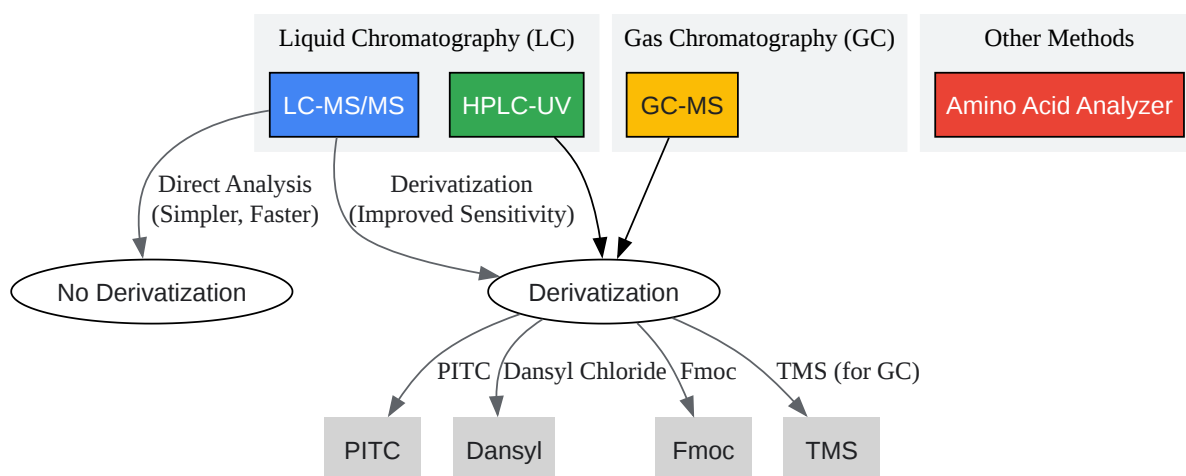 Liquid Chromatography (LC)
Gas Chromatography (GC)
Other Methods
LC-MS/MS
HPLC-UV
GC-MS
Amino Acid Analyzer
Direct Analysis
(Simpler, Faster)
Derivatization
(Improved Sensitivity)
No Derivatization
Derivatization
PITC
Dansyl Chloride
Fmoc
TMS (for GC)
PITC
Dansyl
Fmoc
TMS